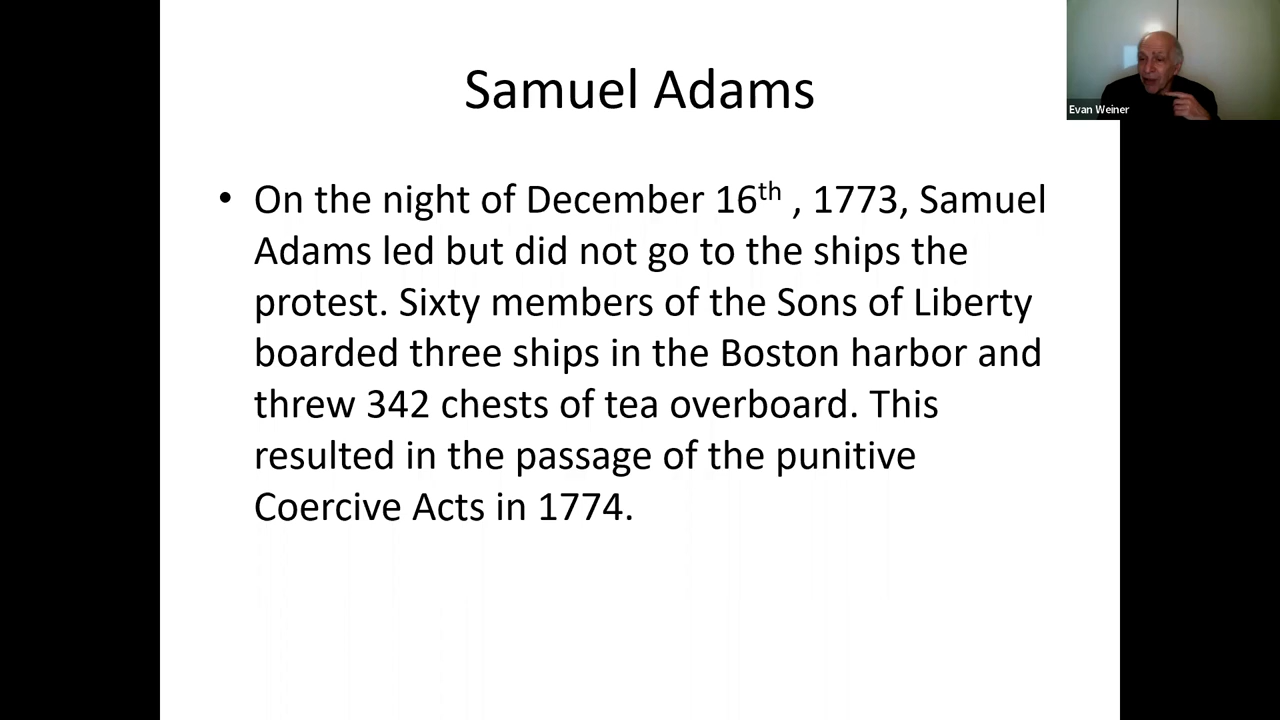 Samuel Adams
Evan Weiner
• On the night of December 16th , 1773, Samuel
Adams led but did not go to the ships the
protest. Sixty members of the Sons of Liberty
boarded three ships in the Boston harbor and
threw 342 chests of tea overboard. This
resulted in the passage of the punitive
Coercive Acts in 1774.